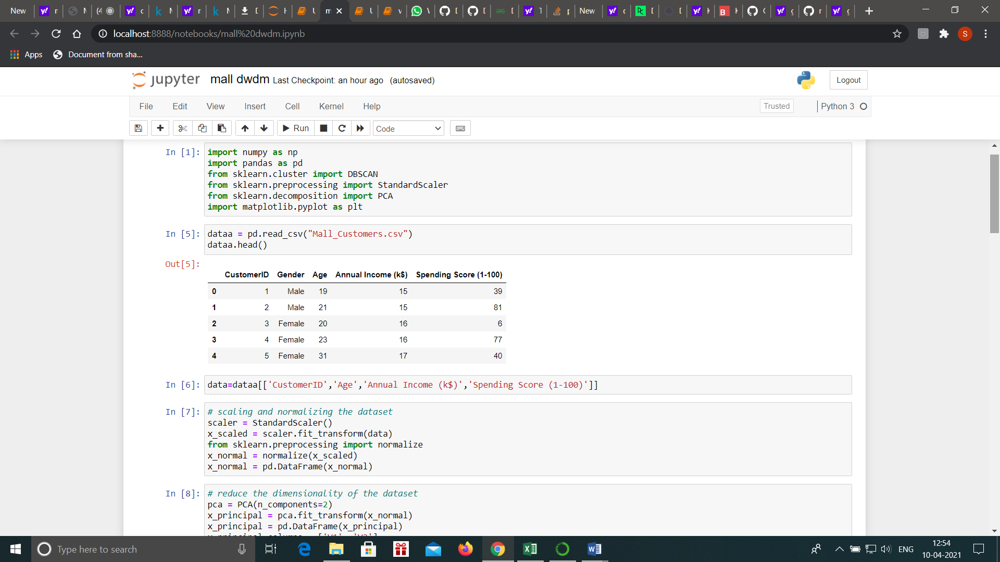 New
localhost:8888/notebooks/mall%20dwdm.ipynb
S
Apps Document from sha...
jupyter mall dwdm Last Checkpoint: an hour ago (autosaved) Logout
File Edit View Insert Cell Kernel Help Trusted Python 3
Run Code
In [1]: import numpy as np
import pandas as pd
from sklearn.cluster import DBSCAN
from sklearn.preprocessing import StandardScaler
from sklearn.decomposition import PCA
import matplotlib.pyplot as plt
In [5]: dataa = pd.read_csv("Mall_Customers.csv")
dataa.head()
Out[5]:
CustomerID Gender Age Annual Income (k$) Spending Score (1-100)
0 1 Male 19 15 39
1 2 Male 21 15 81
2 3 Female 20 16 6
3 4 Female 23 16 77
4 5 Female 31 17 40
In [6]: data=dataa[['CustomerID','Age','Annual Income (k$)','Spending Score (1-100)']]
In [7]: # scaling and normalizing the dataset
scaler = StandardScaler()
x_scaled = scaler.fit_transform(data)
from sklearn.preprocessing import normalize
x_normal = normalize(x_scaled)
x_normal = pd.DataFrame(x_normal)
In [8]: # reduce the dimensionality of the dataset
pca = PCA(n_components=2)
x_principal = pca.fit_transform(x_normal)
x_principal = pd.DataFrame(x_principal)
Type here to search
ENG
12:54
10-04-2021